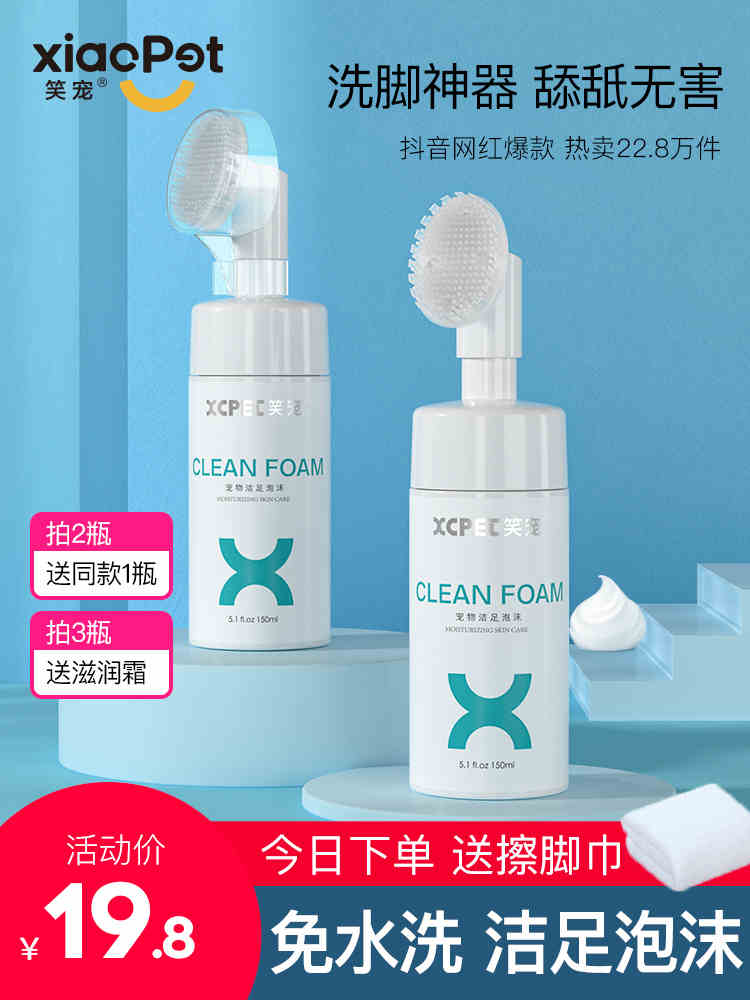 xiaoPet
笑宠®
洗脚神器 舔舐无害
抖音网红爆款 热卖22.8万件
XCPET笑宠
CLEAN FOAM
宠物洁足泡沫
MOISTURIZING SKIN CARE
5.1 fl.oz 150ml
XCPET笑宠
CLEAN FOAM
宠物洁足泡沫
MOISTURIZING SKIN CARE
5.1 fl.oz 150ml
拍2瓶
送同款1瓶
拍3瓶
送滋润霜
活动价
¥19.8
今日下单 送擦脚巾
免水洗 洁足泡沫